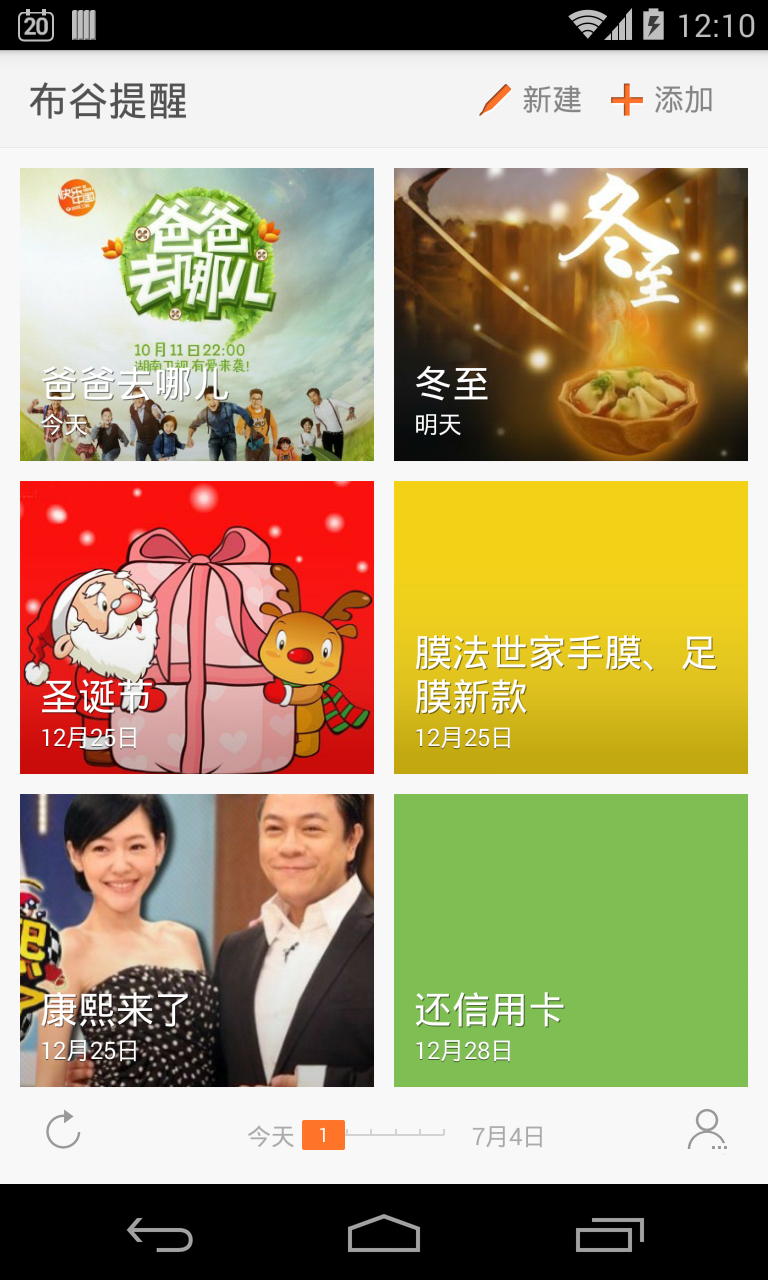 20
12:10
布谷提醒
新建
添加
快乐
中国
爸爸
去哪儿
10月11日22:00
湖南卫视 有爱来袭!
爸爸去哪儿
今天
冬至
冬至
明天
圣诞节
12月25日
膜法世家手膜、足
膜新款
12月25日
康熙来了
12月25日
还信用卡
12月28日
今天
1
7月4日